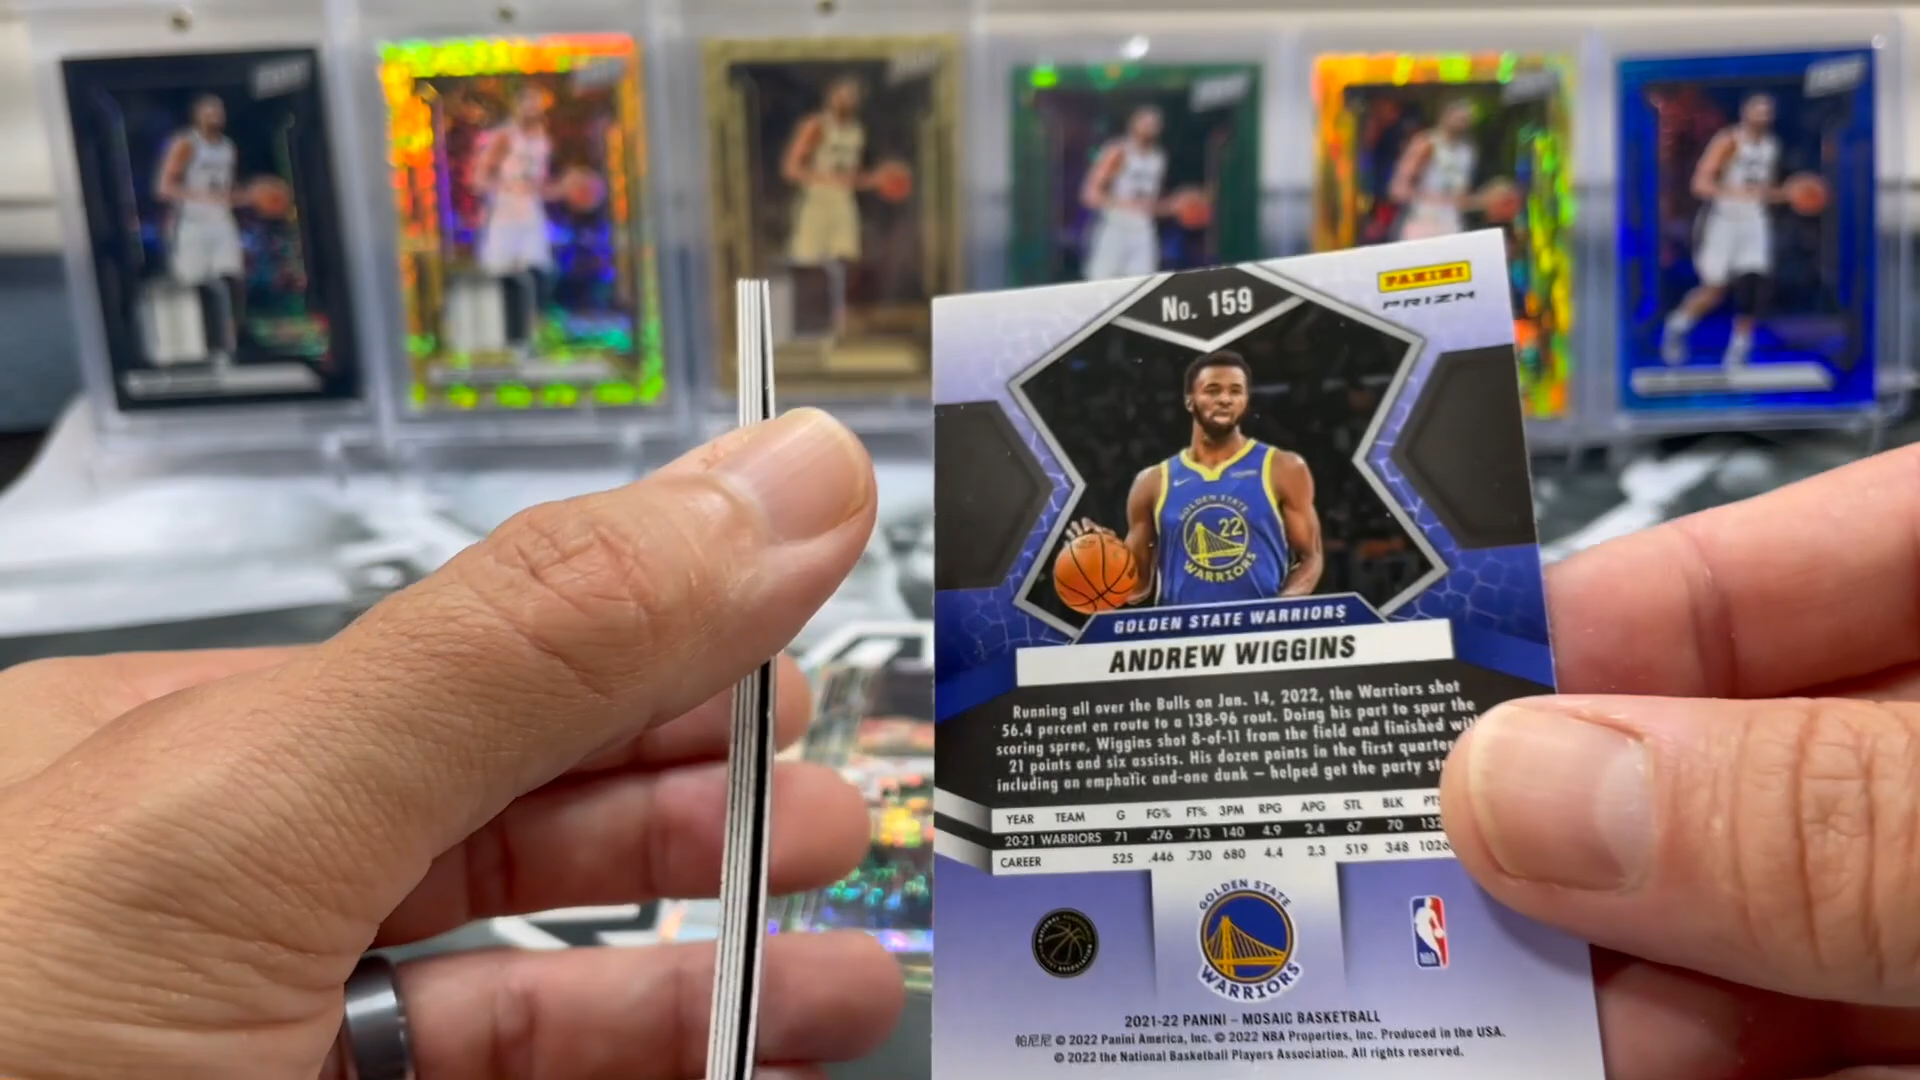 No. 159
PANINI
PRIZM
GOLDEN STATE
22
WARRIORS
GOLDEN STATE WARRIORS
ANDREW WIGGINS
Running all over the Bulls on Jan. 14, 2022, the Warriors shot
56.4 percent en route to a 138-96 rout. Doing his part to spur the
scoring spree, Wiggins shot 8-of-11 from the field and finished
21 points and six assists. His dozen points in the first quarter
including an emphatic and-one dunk – helped get the party
YEAR TEAM G FG% FT% 3PM RPG APG STL BLK PTS
20-21 WARRIORS 71 .476 .713 140 4.9 2.4 67 70
CAREER 525 .446 .730 680 4.4 2.3 519 348
GOLDEN STATE
WARRIORS
NBA
2021-22 PANINI – MOSAIC BASKETBALL
帕尼尼 © 2022 Panini America, Inc. © 2022 NBA Properties, Inc. Produced in the USA.
© 2022 the National Basketball Players Association. All rights reserved.